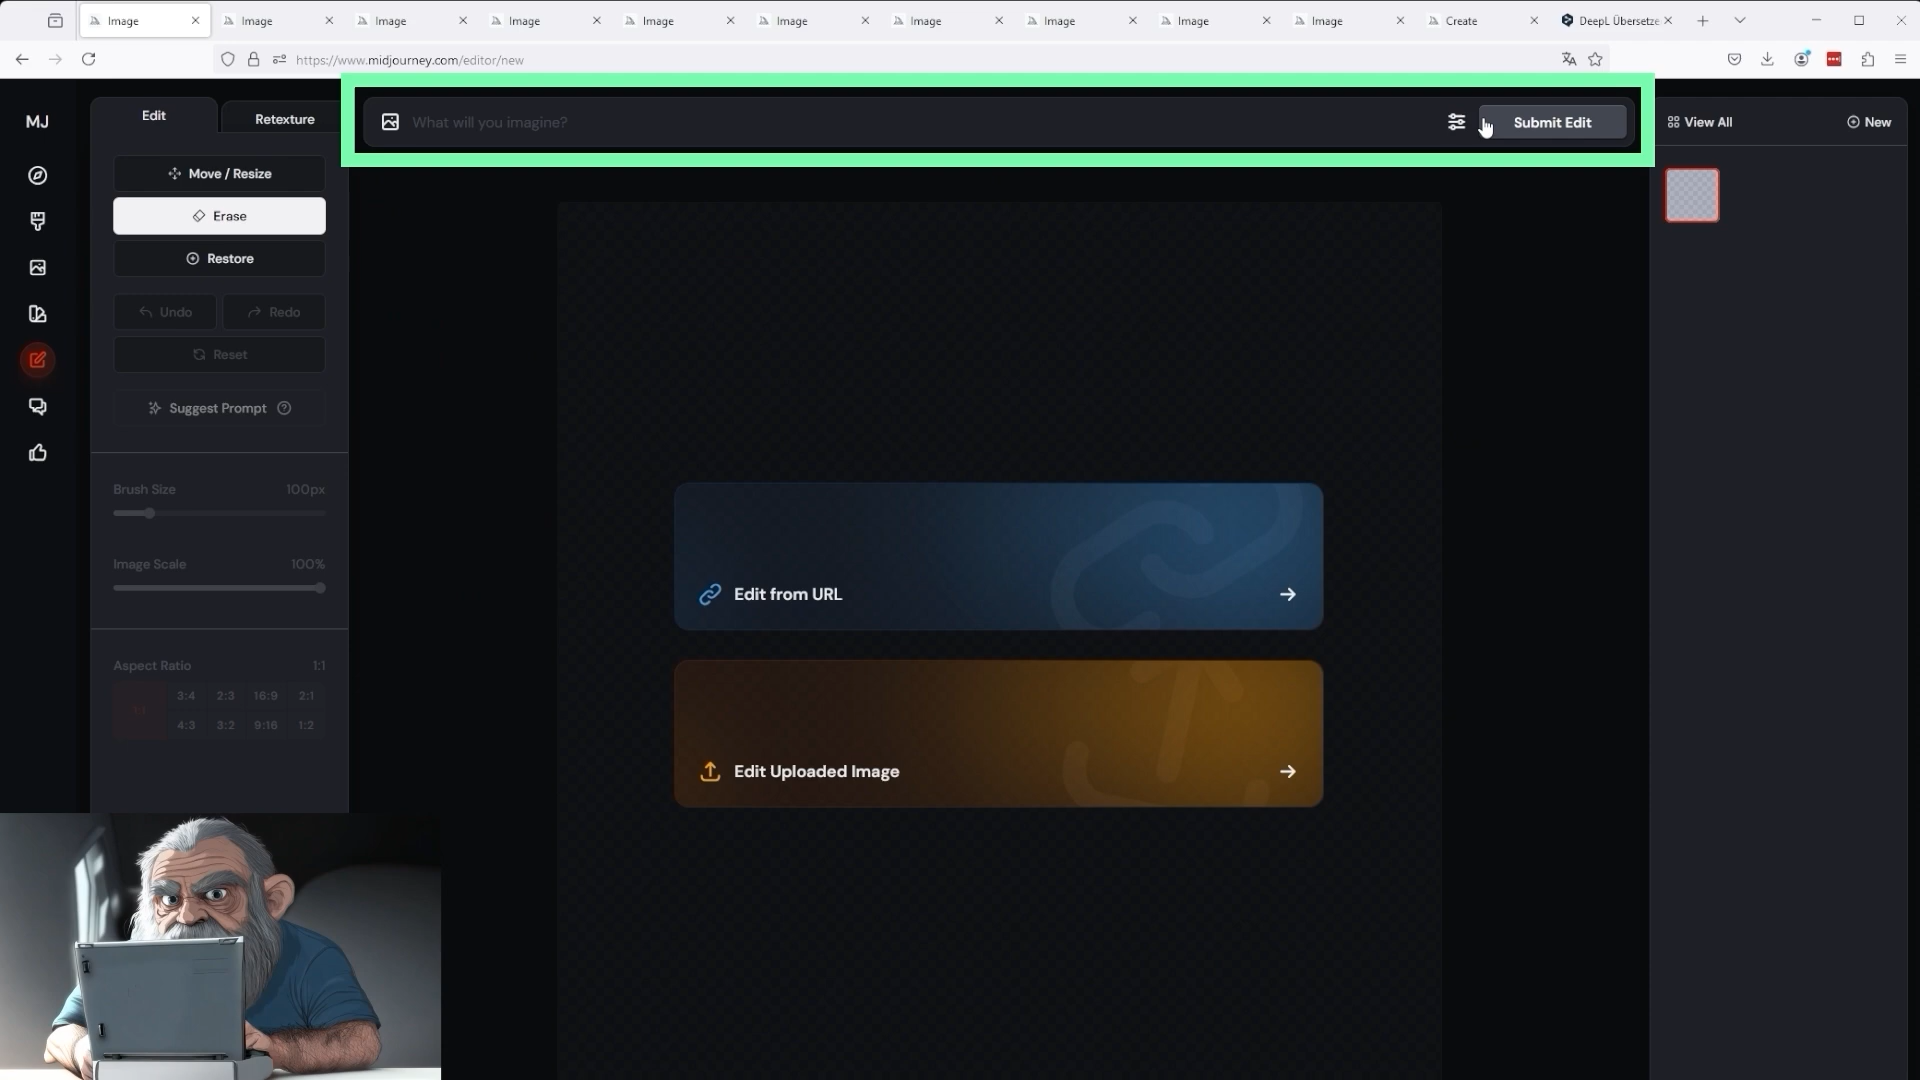 Image
Image
Image
Image
Image
Image
Image
Image
Image
Image
Create
DeepL Übersetze
https://www.midjourney.com/editor/new
MJ
Edit
Retexture
What will you imagine?
Submit Edit
View All
New
Move / Resize
Erase
Restore
Undo
Redo
Reset
Suggest Prompt
Brush Size
100px
Image Scale
100%
Aspect Ratio
1:1
1:1
3:4
2:3
16:9
2:1
4:3
3:2
9:16
1:2
Edit from URL
Edit Uploaded Image